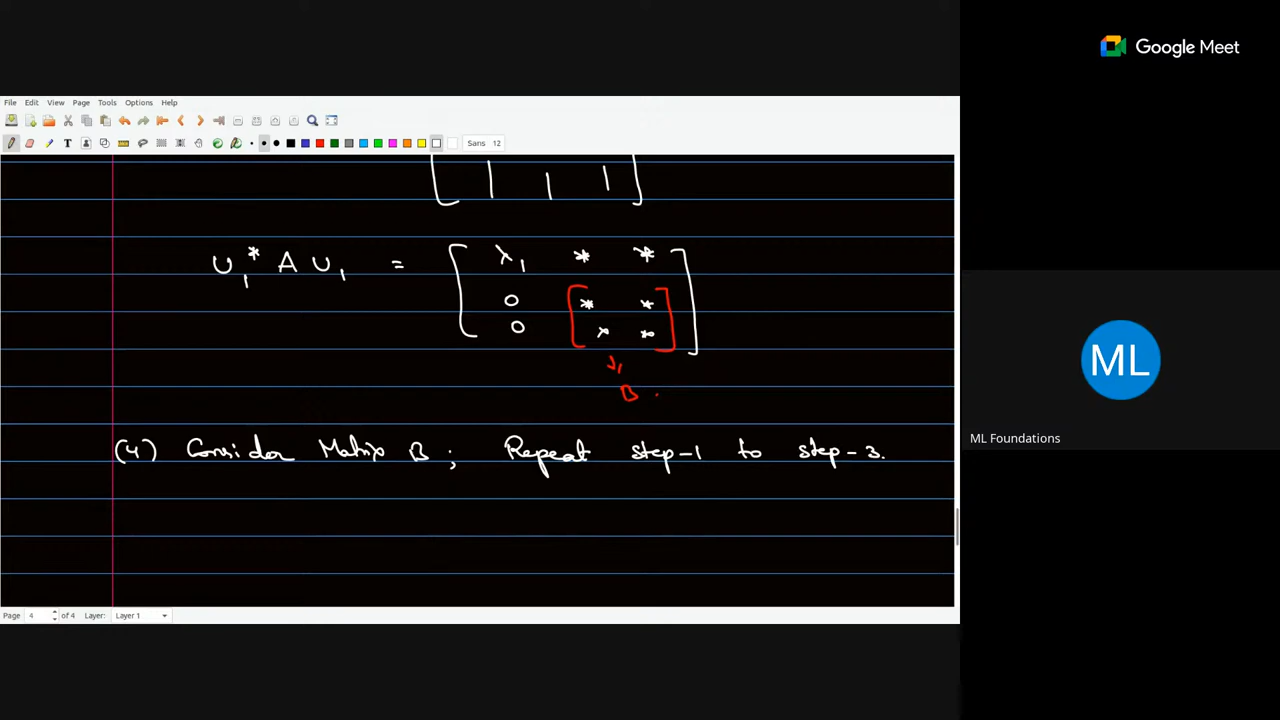 Google Meet
File Edit View Page Tools Options Help
Sans 12
U₁* A U₁ = [ λ₁ * *
0 [ * *
0 * * ] ]
B
(4) Consider Matrix B ; Repeat step-1 to step-3.
ML
ML Foundations
Page 4 of 4 Layer: Layer 1